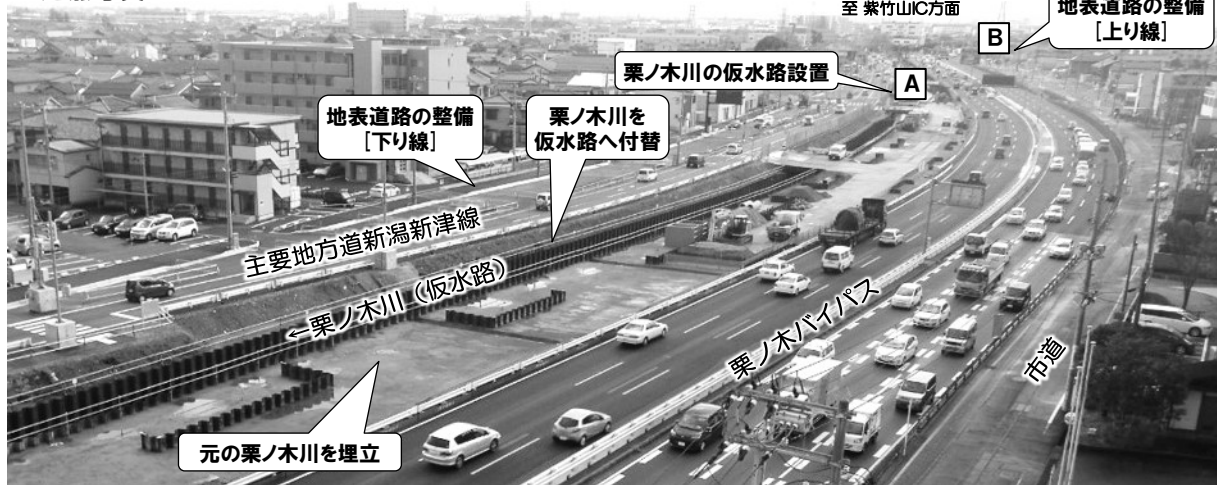 至 紫竹山IC方面
B
地表道路の整備
[上り線]
栗ノ木川の仮水路設置
A
地表道路の整備
[下り線]
栗ノ木川を
仮水路へ付替
主要地方道新潟新津線
←栗ノ木川（仮水路）
栗ノ木バイパス
市道
元の栗ノ木川を埋立